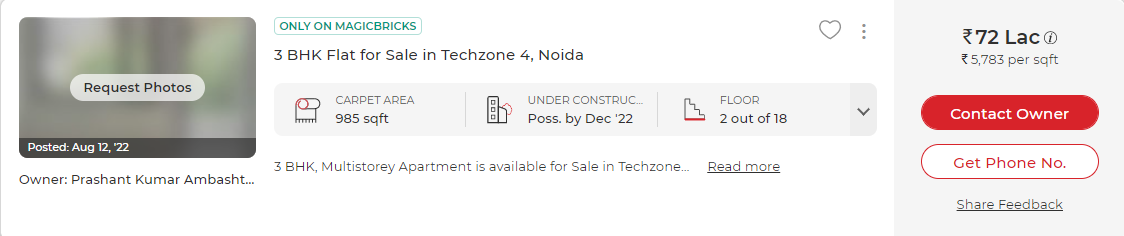 Request Photos
Posted: Aug 12, '22
Owner: Prashant Kumar Ambasht...
ONLY ON MAGICBRICKS
3 BHK Flat for Sale in Techzone 4, Noida
CARPET AREA
985 sqft
UNDER CONSTRUC...
Poss. by Dec '22
FLOOR
2 out of 18
3 BHK, Multistorey Apartment is available for Sale in Techzone... Read more
₹72 Lac
₹5,783 per sqft
Contact Owner
Get Phone No.
Share Feedback